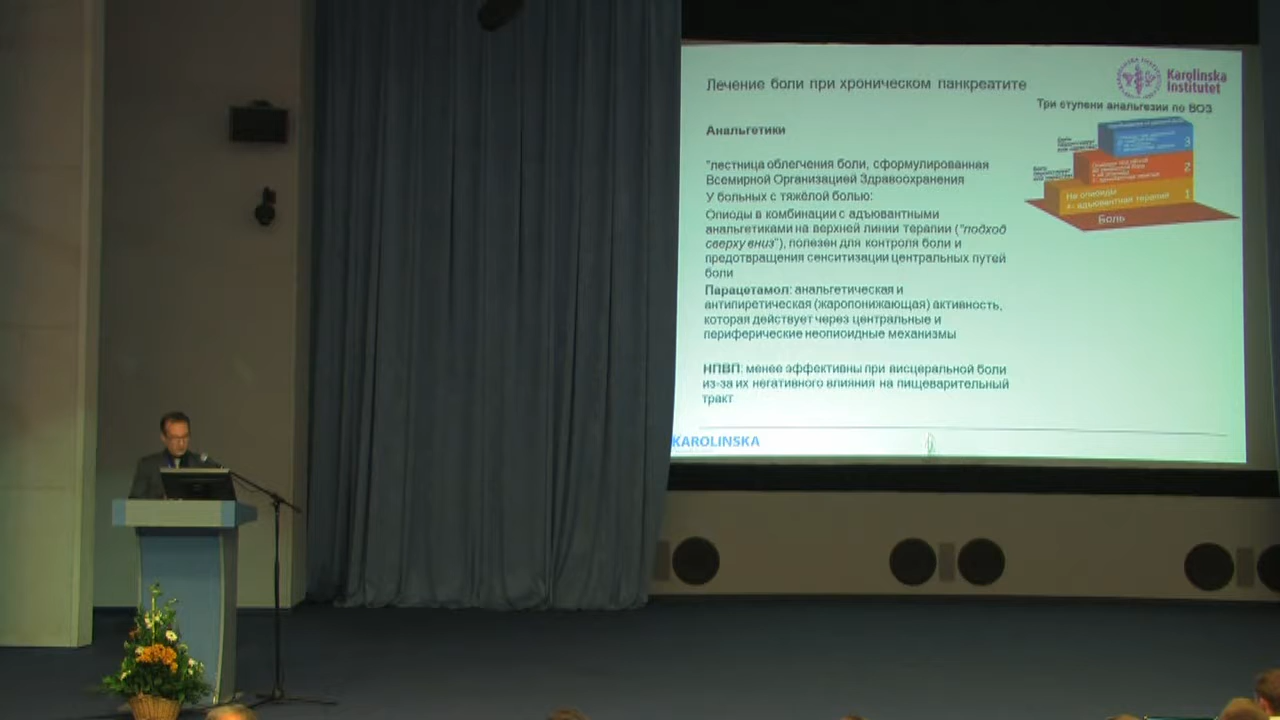 Лечение боли при хроническом панкреатите
Karolinska
Institutet
Три ступени анальгезии по ВОЗ
Анальгетики
"лестница облегчения боли, сформулированная
Всемирной Организацией Здравоохранения
У больных с тяжёлой болью:
Опиоды в комбинации с адъювантными
анальгетиками на верхней линии терапии ("подход
сверху вниз"), полезен для контроля боли и
предотвращения сенситизации центральных путей
боли
Парацетамол: анальгетическая и
антипиретическая (жаропонижающая) активность,
которая действует через центральные и
периферические неопиоидные механизмы
НПВП: менее эффективны при висцеральной боли
из-за их негативного влияния на пищеварительный
тракт
3
2
Не опиоиды
+- адъювантная терапия
1
Боль
KAROLINSKA